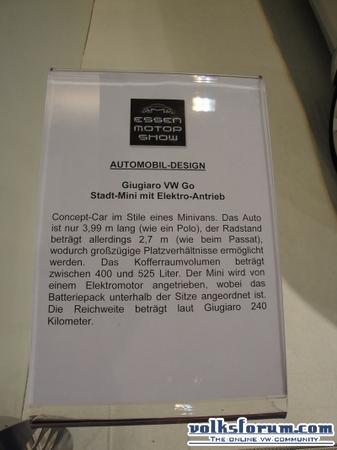 ESSEN
MOTOR
SHOW
AUTOMOBIL-DESIGN
Giugiaro VW Go
Stadt-Mini mit Elektro-Antrieb
Concept-Car im Stile eines Minivans. Das Auto
ist nur 3,99 m lang (wie ein Polo), der Radstand
beträgt allerdings 2,7 m (wie beim Passat),
wodurch großzügige Platzverhältnisse ermöglicht
werden. Das Kofferraumvolumen beträgt
zwischen 400 und 525 Liter. Der Mini wird von
einem Elektromotor angetrieben, wobei das
Batteriepack unterhalb der Sitze angeordnet ist.
Die Reichweite beträgt laut Giugiaro 240
Kilometer.
volksforum.com
The online VW community